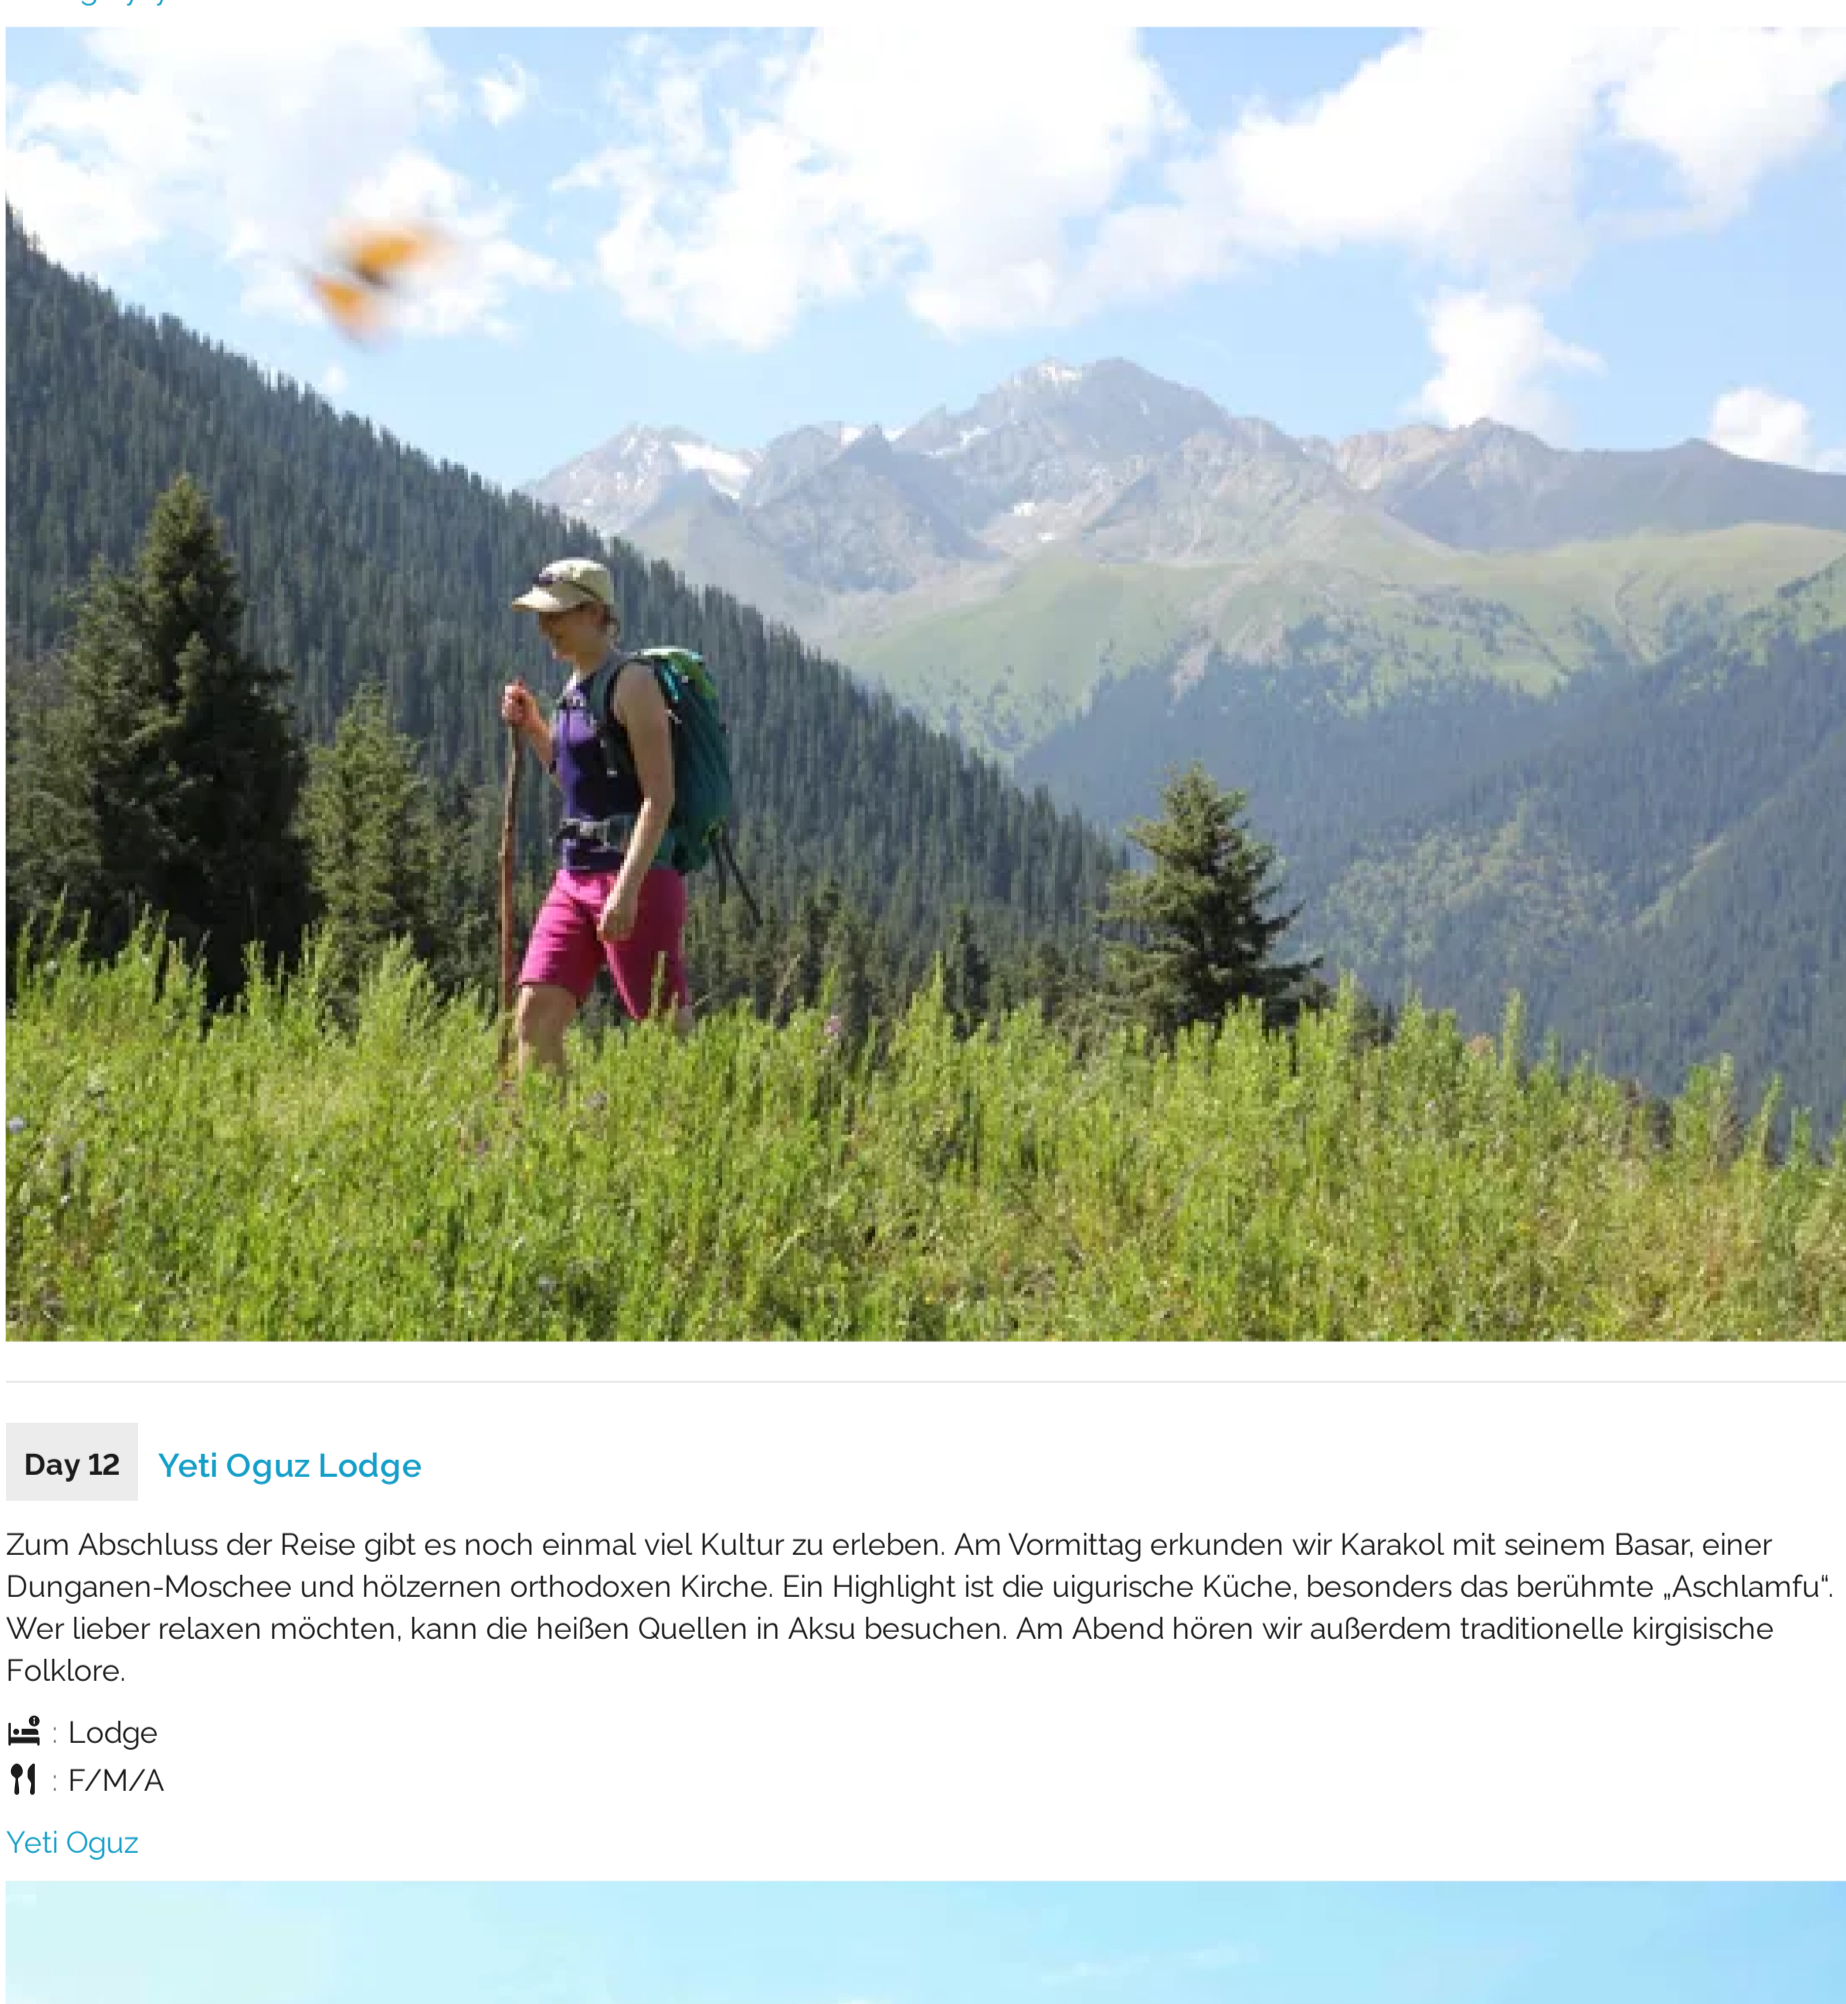 Day 12
Yeti Oguz Lodge
Zum Abschluss der Reise gibt es noch einmal viel Kultur zu erleben. Am Vormittag erkunden wir Karakol mit seinem Basar, einer
Dunganen-Moschee und hölzernen orthodoxen Kirche. Ein Highlight ist die uigurische Küche, besonders das berühmte „Aschlamfu“.
Wer lieber relaxen möchten, kann die heißen Quellen in Aksu besuchen. Am Abend hören wir außerdem traditionelle kirgisische
Folklore.
: Lodge
: F/M/A
Yeti Oguz